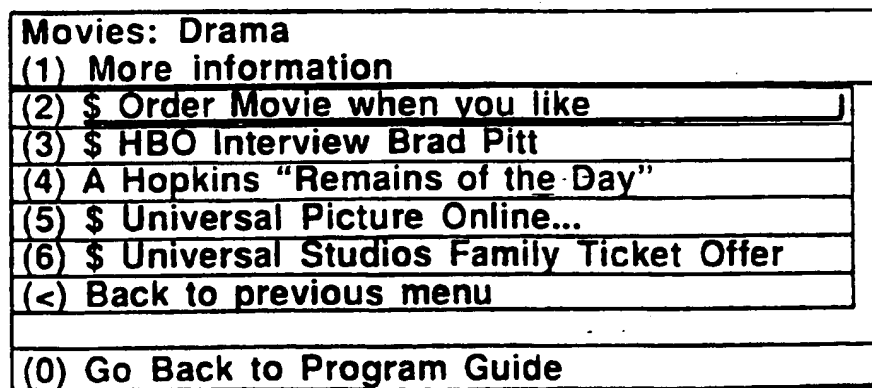 Movies: Drama
(1) More information
(2) $ Order Movie when you like
(3) $ HBO Interview Brad Pitt
(4) A Hopkins “Remains of the Day”
(5) $ Universal Picture Online...
(6) $ Universal Studios Family Ticket Offer
(<) Back to previous menu
(0) Go Back to Program Guide